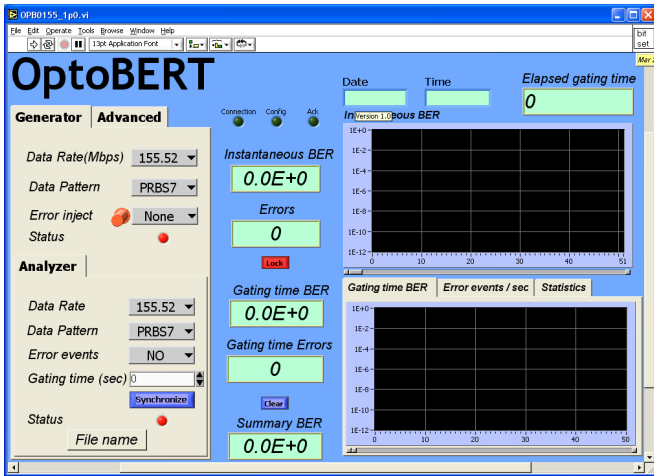 OPB0155_1p0.vi
File Edit Operate Tools Browse Window Help
13pt Application Font
bit
set
Mar
OptoBERT
Date Time Elapsed gating time
0
Generator Advanced
Connection Config Ack
Version 1.0
BER
Data Rate(Mbps) 155.52
Data Pattern PRBS7
Error inject None
Status
Instantaneous BER
0.0E+0
Errors
0
Lock
1E+0
1E-2
1E-4
1E-6
1E-8
1E-10
1E-12
0 10 20 30 40 51
Analyzer
Data Rate 155.52
Data Pattern PRBS7
Error events NO
Gating time (sec) 0
Synchronize
Status
File name
Gating time BER
0.0E+0
Gating time Errors
0
Clear
Summary BER
0.0E+0
Gating time BER Error events / sec Statistics
1E+0
1E-2
1E-4
1E-6
1E-8
1E-10
1E-12
0 10 20 30 40 50